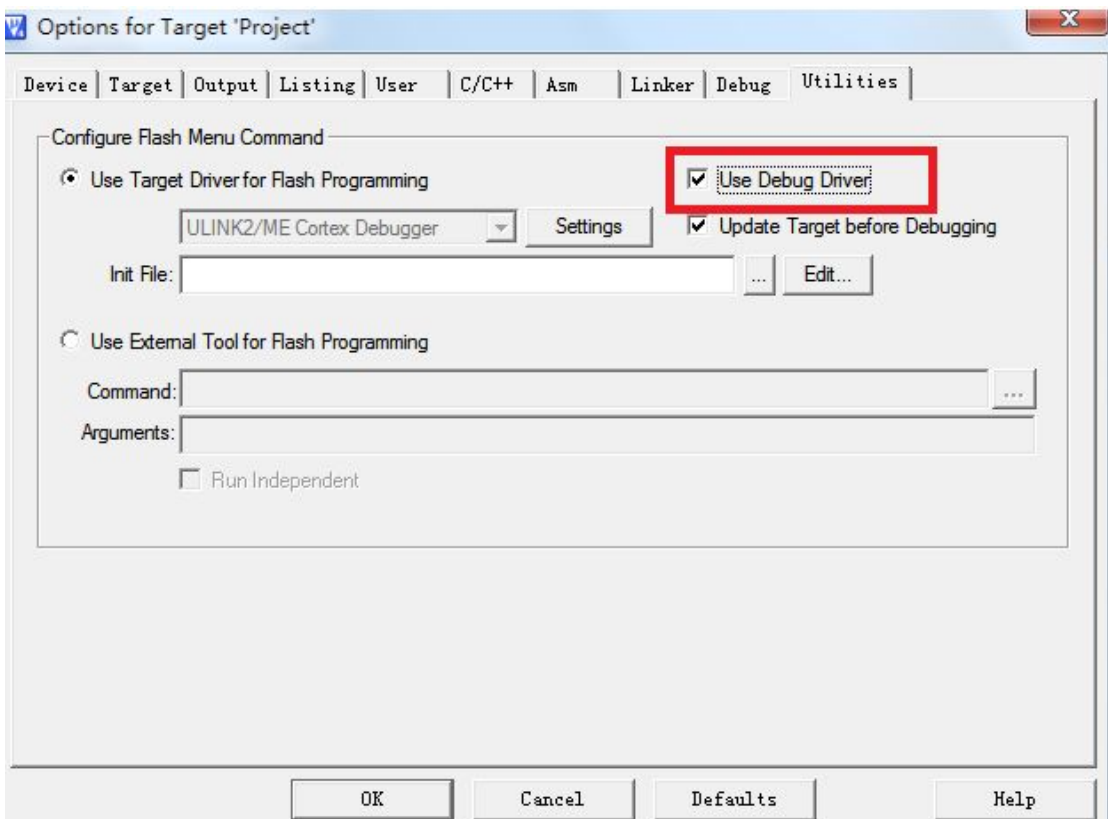 Options for Target 'Project'
Device Target Output Listing User C/C++ Asm Linker Debug Utilities
Configure Flash Menu Command
Use Target Driver for Flash Programming Use Debug Driver
ULINK2/ME Cortex Debugger Settings Update Target before Debugging
Init File: ... Edit...
Use External Tool for Flash Programming
Command: ...
Arguments:
Run Independent
OK Cancel Defaults Help